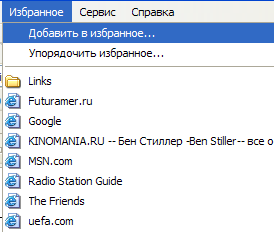 Избранное Сервис Справка
Добавить в избранное...
Упорядочить избранное...
Links
Futuramer.ru
Google
KINOMANIA.RU -- Бен Стиллер -Ben Stiller-- все о
MSN.com
Radio Station Guide
The Friends
uefa.com